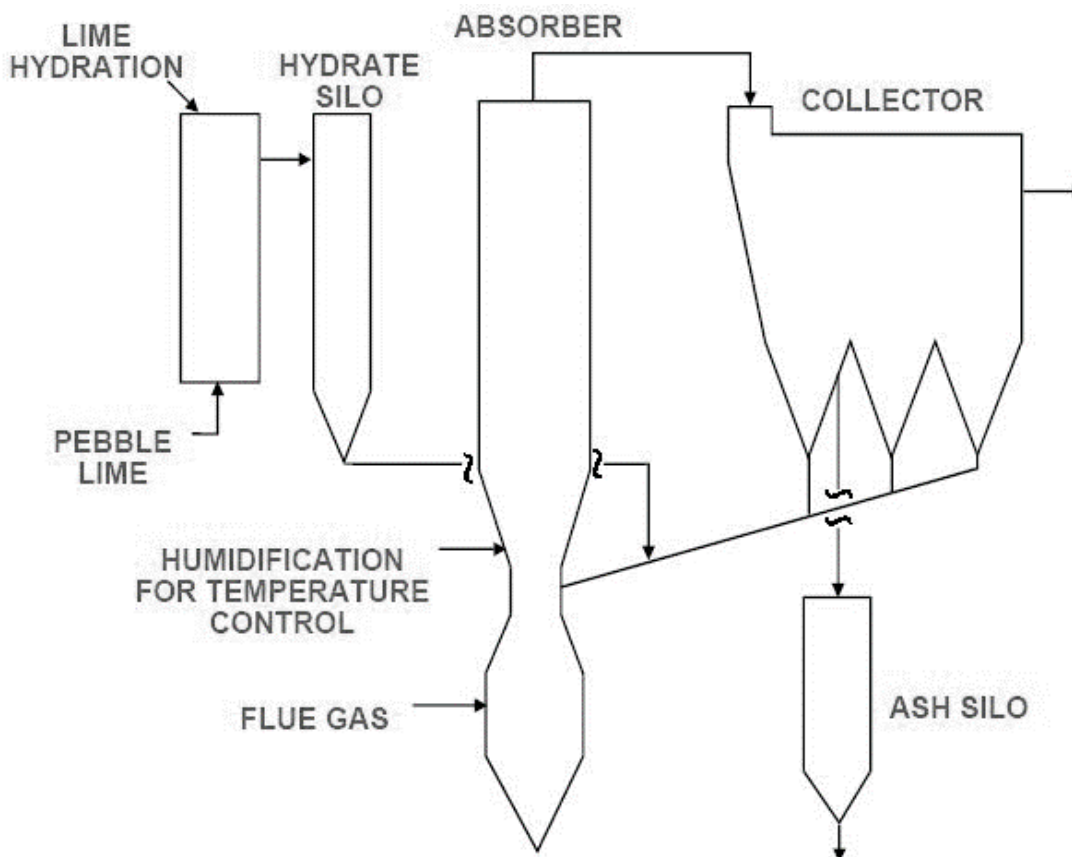 LIME
HYDRATION
HYDRATE
SILO
ABSORBER
COLLECTOR
PEBBLE
LIME
HUMIDIFICATION
FOR TEMPERATURE
CONTROL
FLUE GAS
ASH SILO